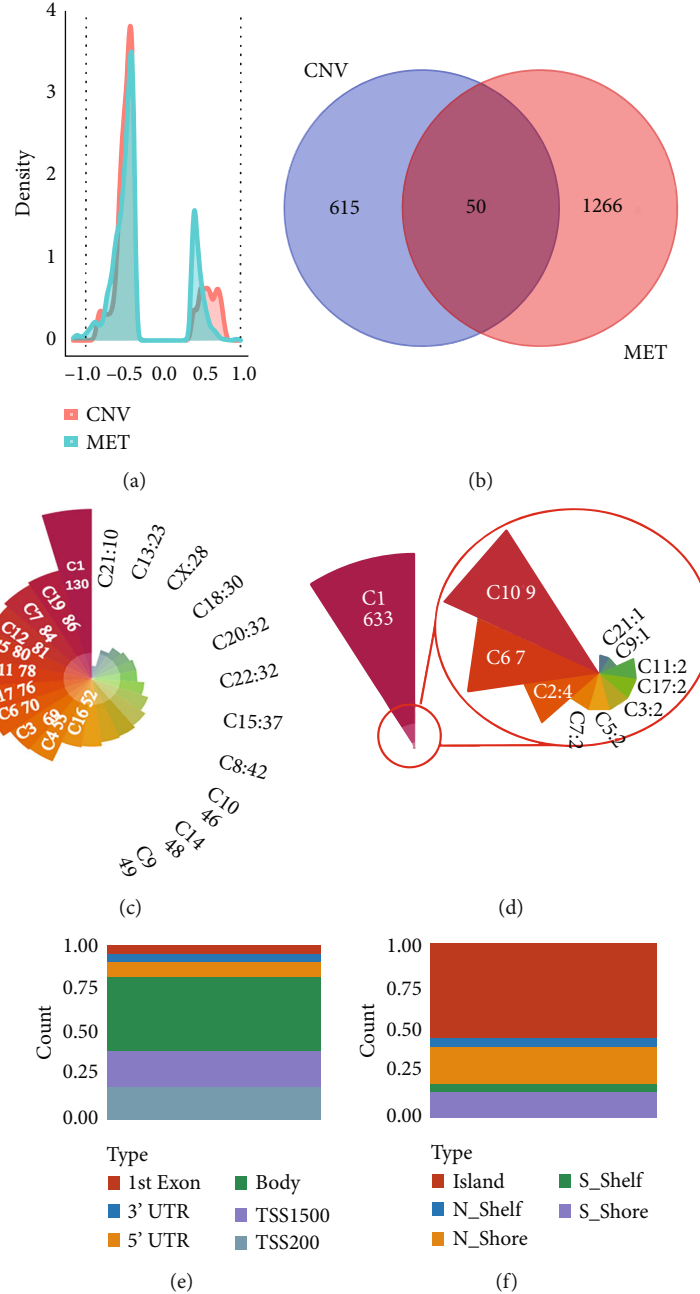 4
3
2
1
0
Density
−1.0 −0.5 0.0 0.5 1.0
CNV
MET
(a)
CNV
615
50
1266
MET
(b)
C1
130
C19 86
C7 84
C12 81
5 80
11 78
17 76
C6 70
C3
C4 53
C16 52
C21:10
C13:23
CX:28
C18:30
C20:32
C22:32
C15:37
C8:42
C10
46
C14
48
C9
49
(c)
C1
633
C10 9
C6 7
C2:4
C7:2
C5:2
C3:2
C17:2
C11:2
C9:1
C21:1
(d)
1.00
0.75
0.50
0.25
0.00
Count
Type
1st Exon
3' UTR
5' UTR
Body
TSS1500
TSS200
(e)
1.00
0.75
0.50
0.25
0.00
Count
Type
Island
N_Shelf
N_Shore
S_Shelf
S_Shore
(f)